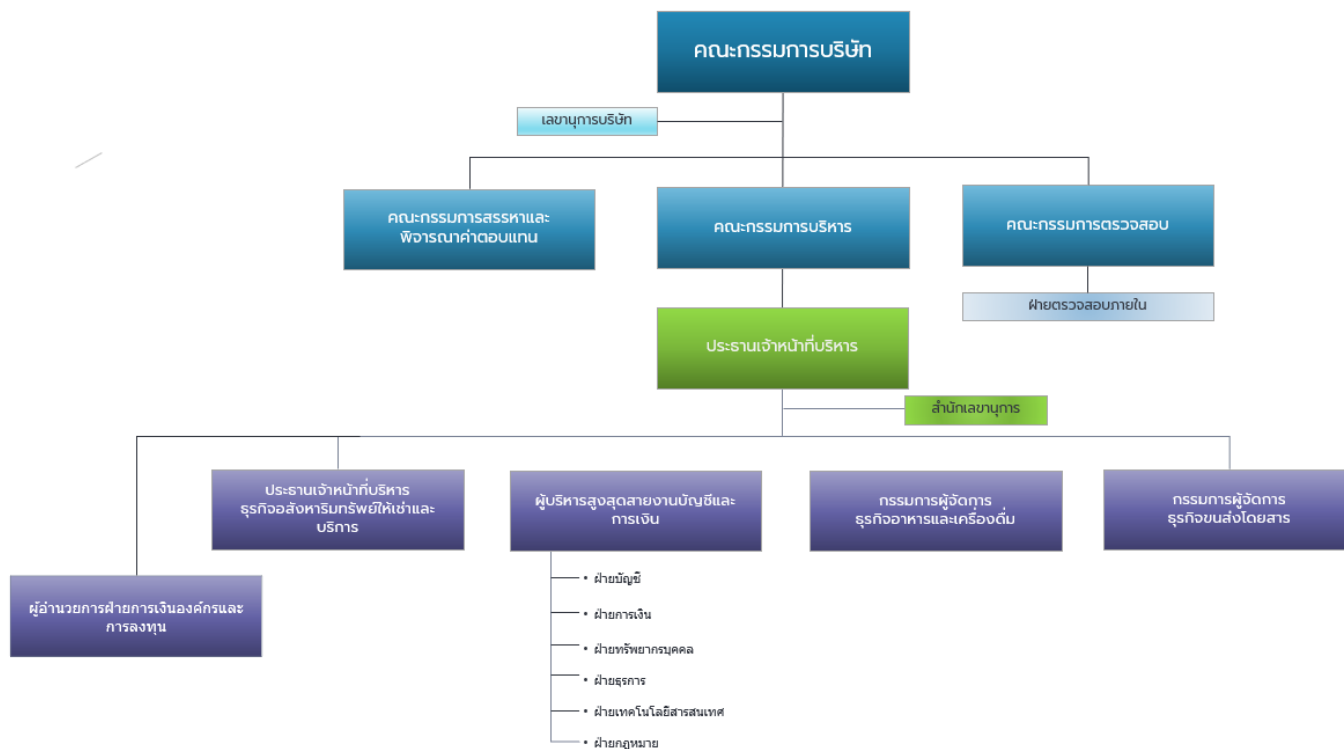 คณะกรรมการบริษัท
เลขานุการบริษัท
คณะกรรมการสรรหาและ
พิจารณาค่าตอบแทน
คณะกรรมการบริหาร
คณะกรรมการตรวจสอบ
ฝ่ายตรวจสอบภายใน
ประธานเจ้าหน้าที่บริหาร
สำนักเลขานุการ
ประธานเจ้าหน้าที่บริหาร
ธุรกิจอสังหาริมทรัพย์ให้เช่าและ
บริการ
ผู้บริหารสูงสุดสายงานบัญชีและ
การเงิน
กรรมการผู้จัดการ
ธุรกิจอาหารและเครื่องดื่ม
กรรมการผู้จัดการ
ธุรกิจขนส่งโดยสาร
ผู้อำนวยการฝ่ายการเงินองค์กรและ
การลงทุน
• ฝ่ายบัญชี
• ฝ่ายการเงิน
• ฝ่ายทรัพยากรบุคคล
• ฝ่ายธุรการ
• ฝ่ายเทคโนโลยีสารสนเทศ
• ฝ่ายกฎหมาย